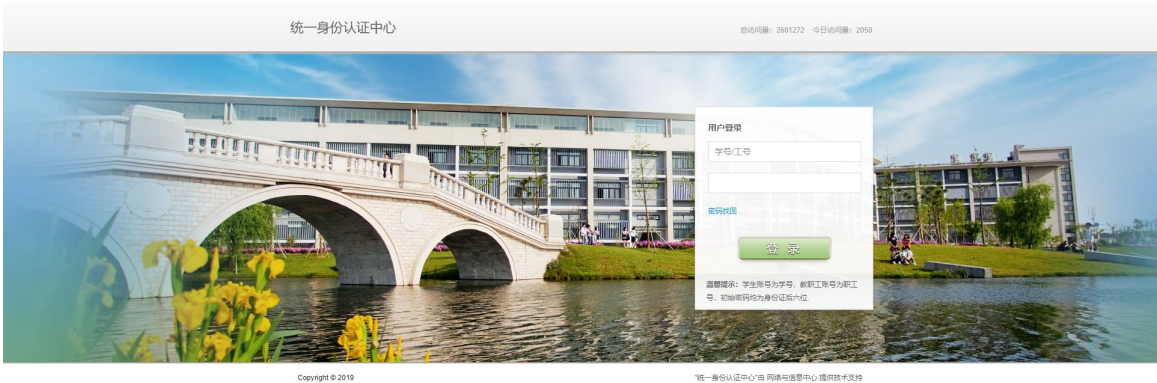 统一身份认证中心
总访问量：2601272 今日访问量：2050
用户登录
学号/工号
密码找回
登 录
温馨提示：学生账号为学号，教职工账号为职工
号，初始密码均为身份证后六位.
Copyright © 2019
"统一身份认证中心"由 网络与信息中心 提供技术支持